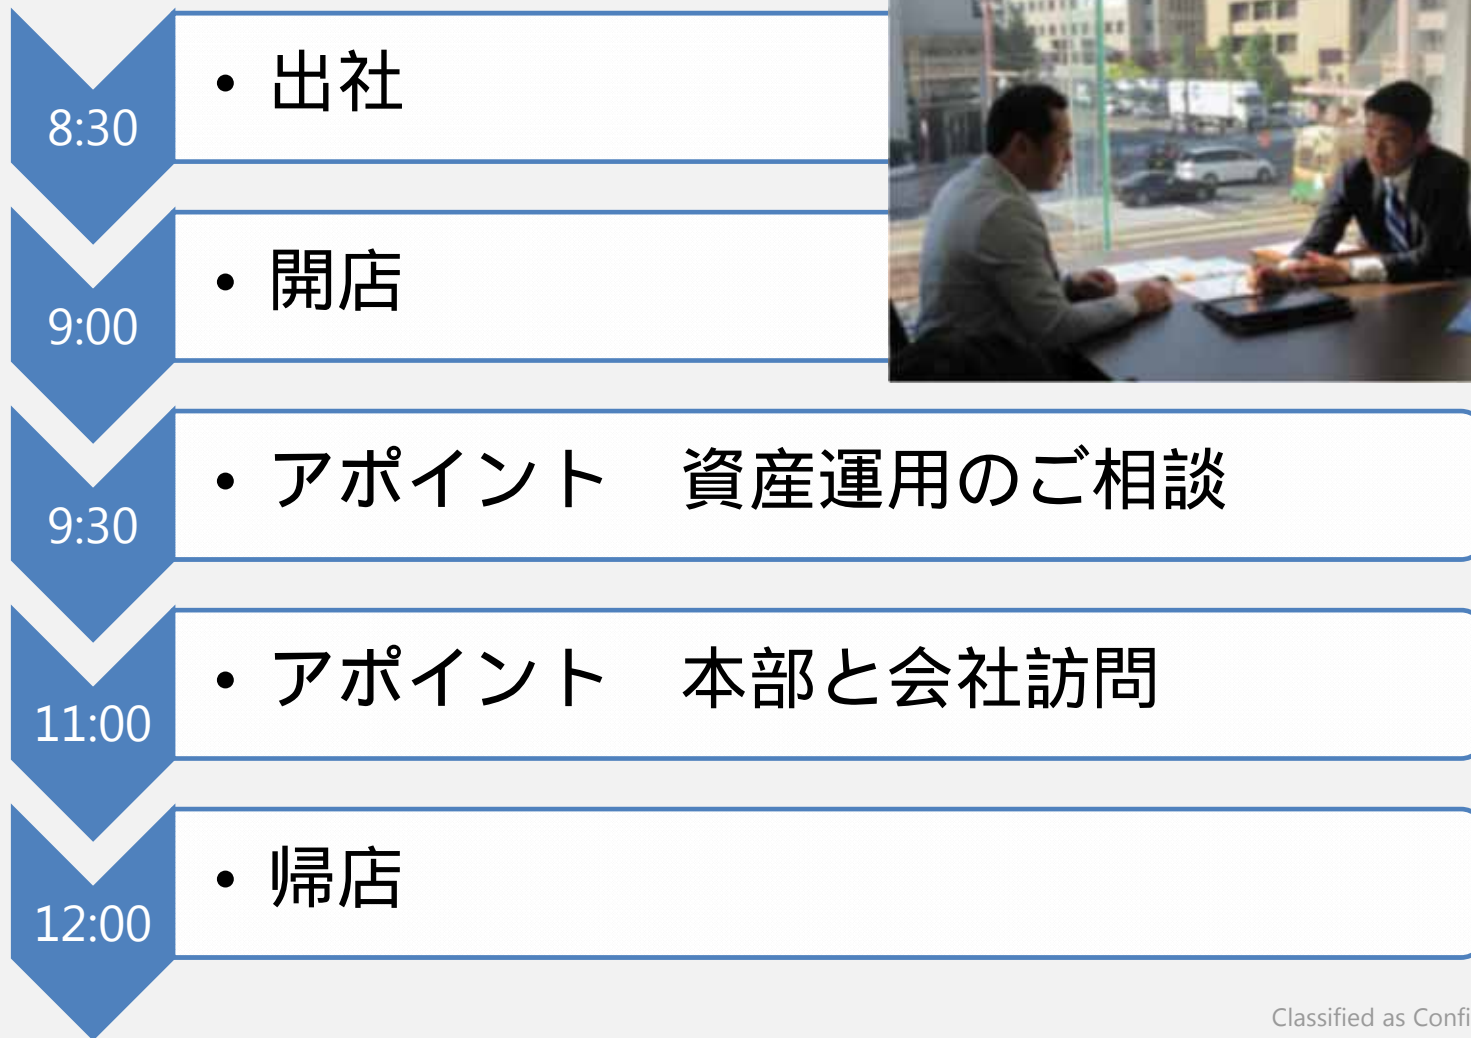 8:30
• 出社
9:00
• 開店
9:30
• アポイント　資産運用のご相談
11:00
• アポイント　本部と会社訪問
12:00
• 帰店
Classified as Confi